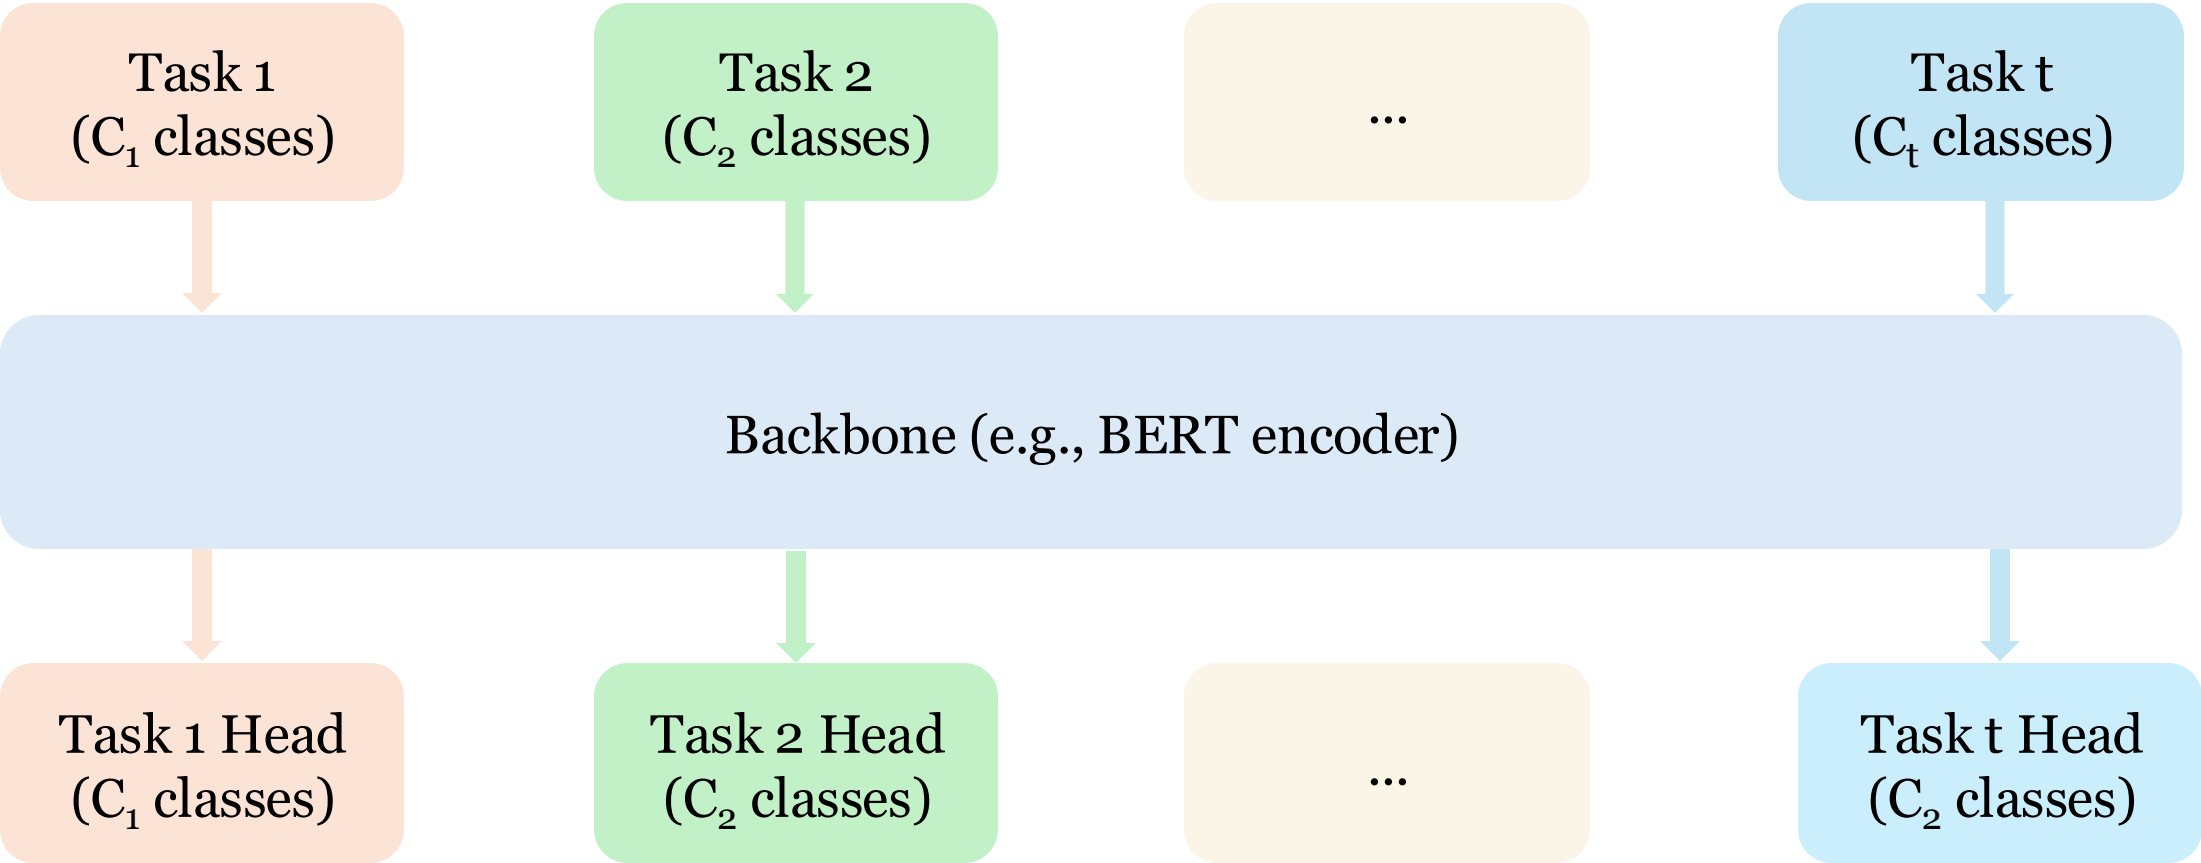 Task 1
(C₁ classes)
Task 2
(C₂ classes)
...
Task t
(Cₜ classes)
Backbone (e.g., BERT encoder)
Task 1 Head
(C₁ classes)
Task 2 Head
(C₂ classes)
...
Task t Head
(C₂ classes)